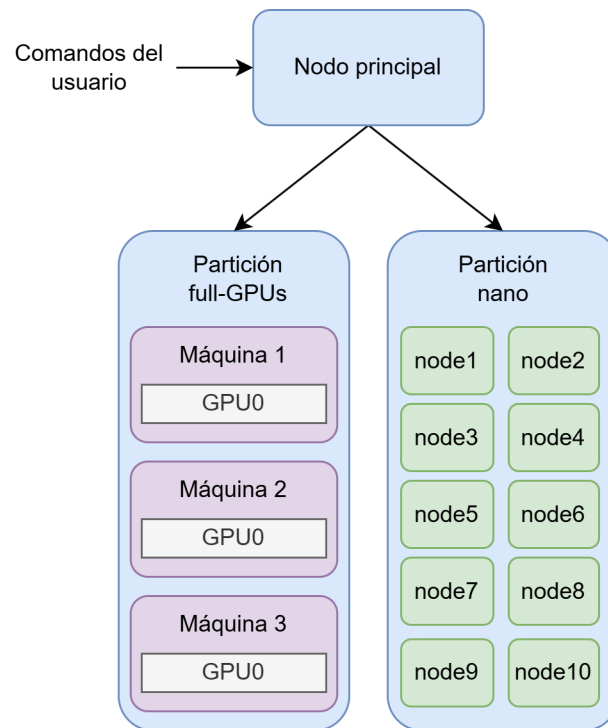 Comandos del
usuario
Nodo principal
Partición
full-GPUs
Máquina 1
GPU0
Máquina 2
GPU0
Máquina 3
GPU0
Partición
nano
node1
node2
node3
node4
node5
node6
node7
node8
node9
node10